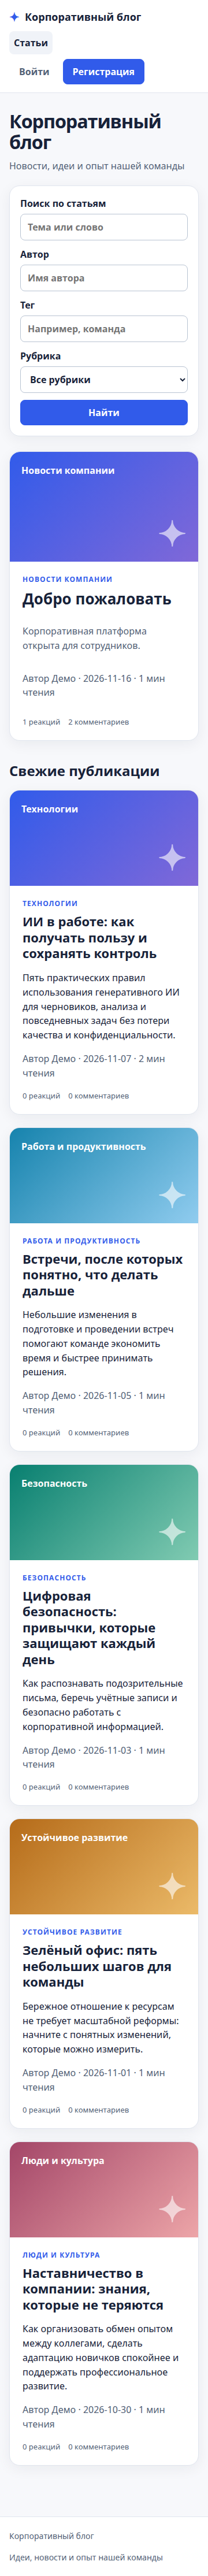 Корпоративный блог
Статьи
Войти
Регистрация
Корпоративный
блог
Новости, идеи и опыт нашей команды
Поиск по статьям
Тема или слово
Автор
Имя автора
Тег
Например, команда
Рубрика
Все рубрики
Найти
Новости компании
НОВОСТИ КОМПАНИИ
Добро пожаловать
Корпоративная платформа
открыта для сотрудников.
Автор Демо · 2026-11-16 · 1 мин
чтения
1 реакций 2 комментариев
Свежие публикации
Технологии
ТЕХНОЛОГИИ
ИИ в работе: как
получать пользу и
сохранять контроль
Пять практических правил
использования генеративного ИИ
для черновиков, анализа и
повседневных задач без потери
качества и конфиденциальности.
Автор Демо · 2026-11-07 · 2 мин
чтения
0 реакций 0 комментариев
Работа и продуктивность
РАБОТА И ПРОДУКТИВНОСТЬ
Встречи, после которых
понятно, что делать
дальше
Небольшие изменения в
подготовке и проведении встреч
помогают команде экономить
время и быстрее принимать
решения.
Автор Демо · 2026-11-05 · 1 мин
чтения
0 реакций 0 комментариев
Безопасность
БЕЗОПАСНОСТЬ
Цифровая
безопасность:
привычки, которые
защищают каждый
день
Как распознавать подозрительные
письма, беречь учётные записи и
безопасно работать с
корпоративной информацией.
Автор Демо · 2026-11-03 · 1 мин
чтения
0 реакций 0 комментариев
Устойчивое развитие
УСТОЙЧИВОЕ РАЗВИТИЕ
Зелёный офис: пять
небольших шагов для
команды
Бережное отношение к ресурсам
не требует масштабной реформы:
начните с понятных изменений,
которые можно измерить.
Автор Демо · 2026-11-01 · 1 мин
чтения
0 реакций 0 комментариев
Люди и культура
ЛЮДИ И КУЛЬТУРА
Наставничество в
компании: знания,
которые не теряются
Как организовать обмен опытом
между коллегами, сделать
адаптацию новичков спокойнее и
поддержать профессиональное
развитие.
Автор Демо · 2026-10-30 · 1 мин
чтения
0 реакций 0 комментариев
Корпоративный блог
Идеи, новости и опыт нашей команды